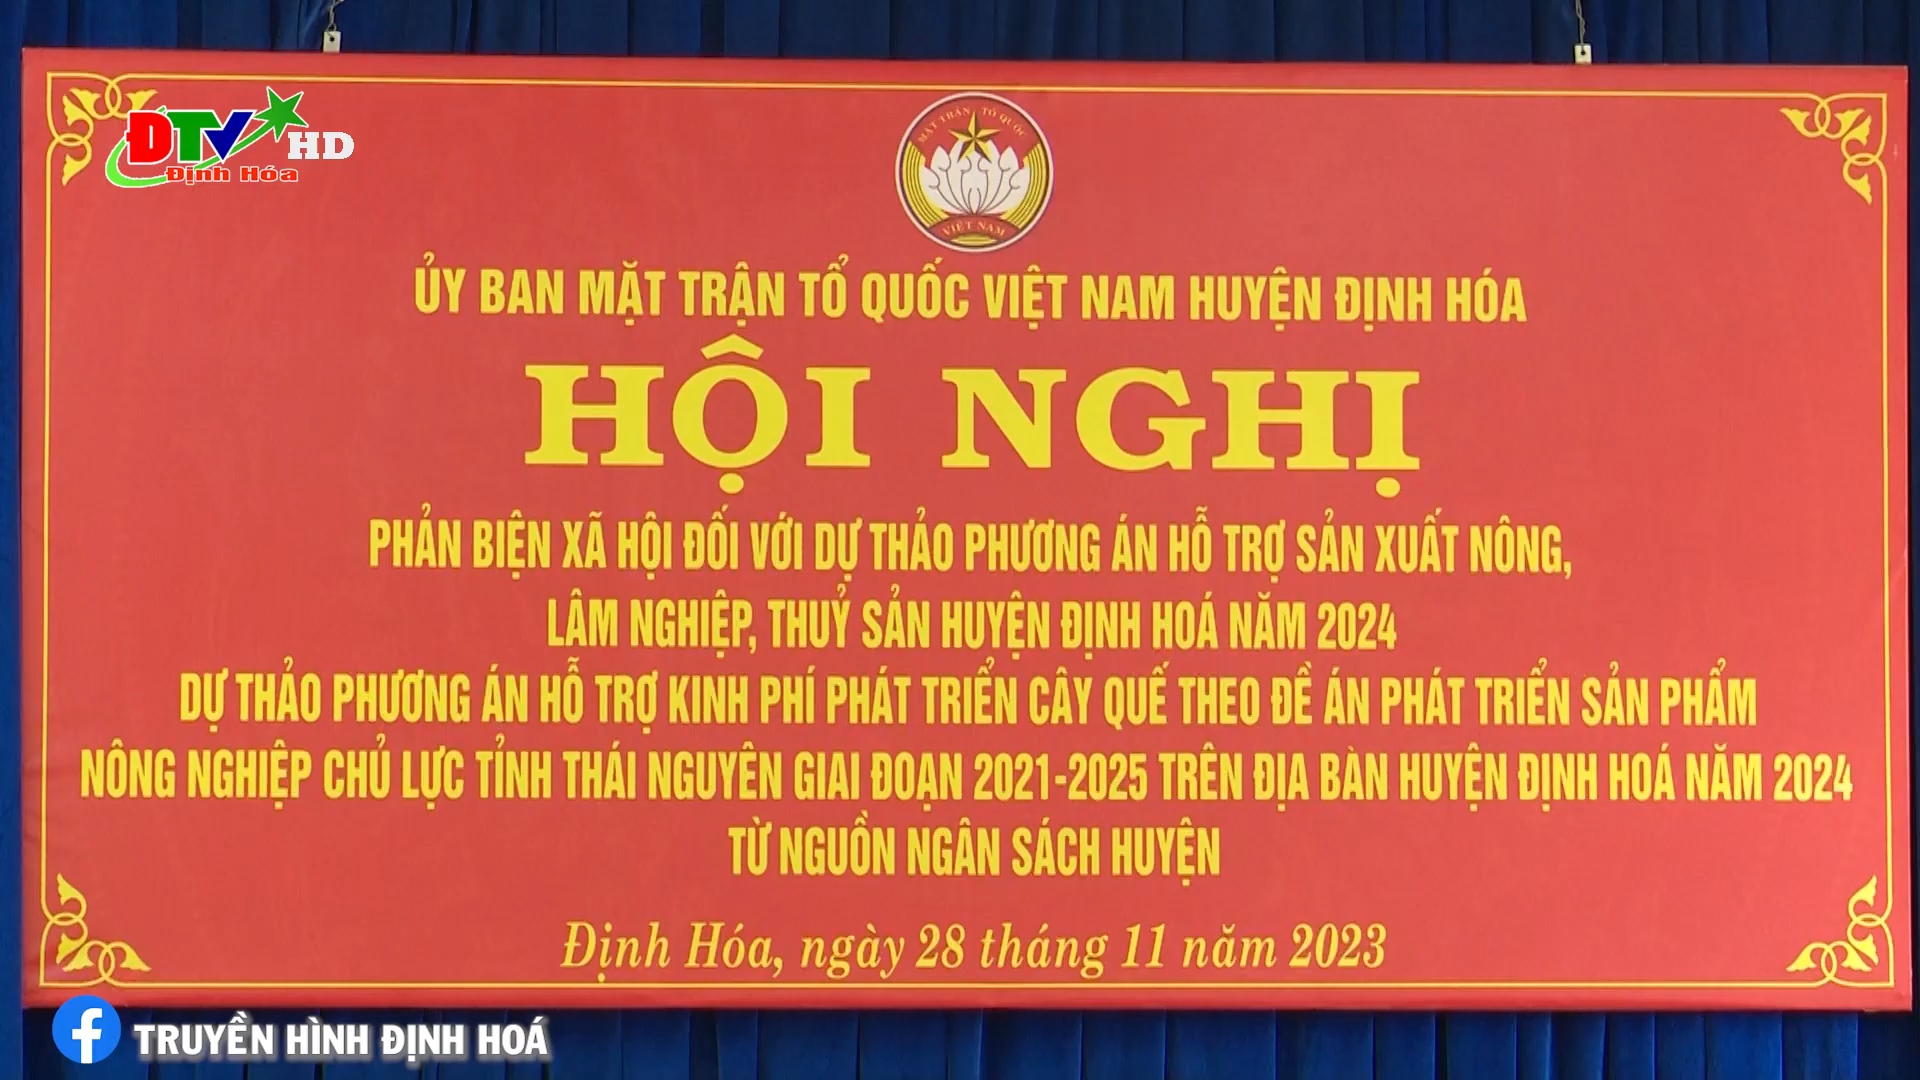 ĐTV HD
Định Hóa
MẶT TRẬN TỔ QUỐC
VIỆT NAM
ỦY BAN MẶT TRẬN TỔ QUỐC VIỆT NAM HUYỆN ĐỊNH HÓA
HỘI NGHỊ
PHẢN BIỆN XÃ HỘI ĐỐI VỚI DỰ THẢO PHƯƠNG ÁN HỖ TRỢ SẢN XUẤT NÔNG,
LÂM NGHIỆP, THUỶ SẢN HUYỆN ĐỊNH HOÁ NĂM 2024
DỰ THẢO PHƯƠNG ÁN HỖ TRỢ KINH PHÍ PHÁT TRIỂN CÂY QUẾ THEO ĐỀ ÁN PHÁT TRIỂN SẢN PHẨM
NÔNG NGHIỆP CHỦ LỰC TỈNH THÁI NGUYÊN GIAI ĐOẠN 2021-2025 TRÊN ĐỊA BÀN HUYỆN ĐỊNH HOÁ NĂM 2024
TỪ NGUỒN NGÂN SÁCH HUYỆN
Định Hóa, ngày 28 tháng 11 năm 2023
TRUYỀN HÌNH ĐỊNH HOÁ